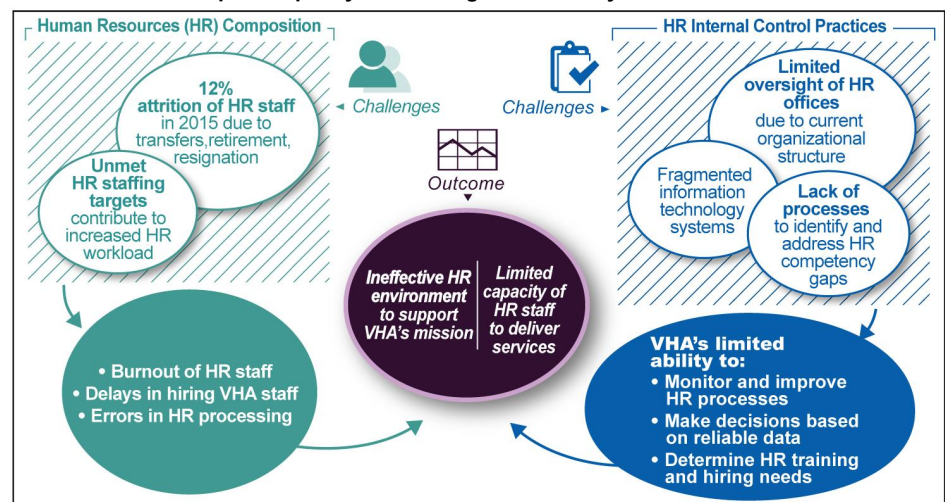 Human Resources (HR) Composition
12%
attrition of HR staff
in 2015 due to
transfers,retirement,
resignation
Unmet
HR staffing
targets
contribute to
increased HR
workload
Challenges
Challenges
HR Internal Control Practices
Limited
oversight of HR
offices
due to current
organizational
structure
Fragmented
information
technology
systems
Lack of
processes
to identify and
address HR
competency
gaps
Outcome
Ineffective HR
environment
to support
VHA's mission
Limited
capacity of
HR staff
to deliver
services
• Burnout of HR staff
• Delays in hiring VHA staff
• Errors in HR processing
VHA's limited
ability to:
• Monitor and improve
HR processes
• Make decisions based
on reliable data
• Determine HR training
and hiring needs